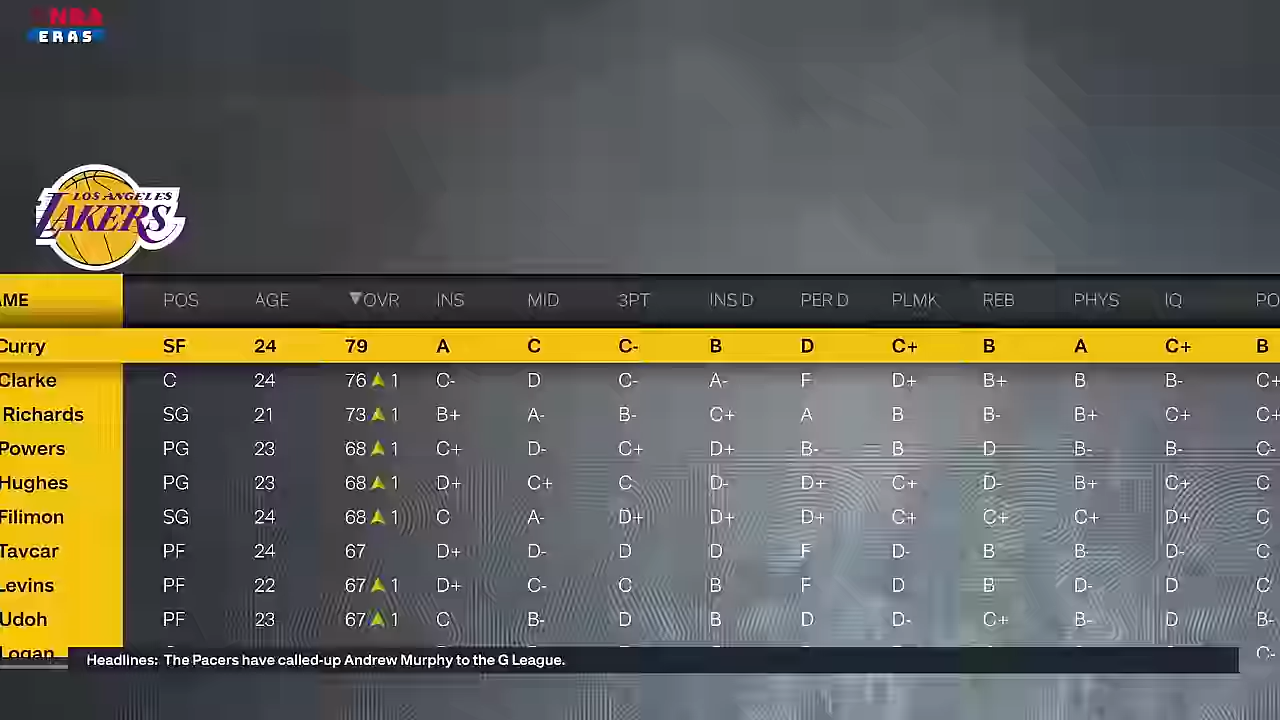 NBA
ERAS
LOS ANGELES
LAKERS
AME POS AGE ▼OVR INS MID 3PT INS D PER D PLMK REB PHYS IQ PO
Curry SF 24 79 A C C- B D C+ B A C+ B
Clarke C 24 76 ▲ 1 C- D C- A- F D+ B+ B B- C+
Richards SG 21 73 ▲ 1 B+ A- B- C+ A B B- B+ C+ C+
Powers PG 23 68 ▲ 1 C+ D- C+ D+ B- B D B- B- C-
Hughes PG 23 68 ▲ 1 D+ C+ C D- D+ C+ D- B+ C+ C
Filimon SG 24 68 ▲ 1 C A- D+ D+ D+ C+ C+ C+ D+ C
Tavcar PF 24 67 D+ D- D D F D- B B D- C
Levins PF 22 67 ▲ 1 D+ C- C B F D B D- D C
Udoh PF 23 67 ▲ 1 C B- D B D D- C+ B- D B-
Logan C-
Headlines: The Pacers have called-up Andrew Murphy to the G League.